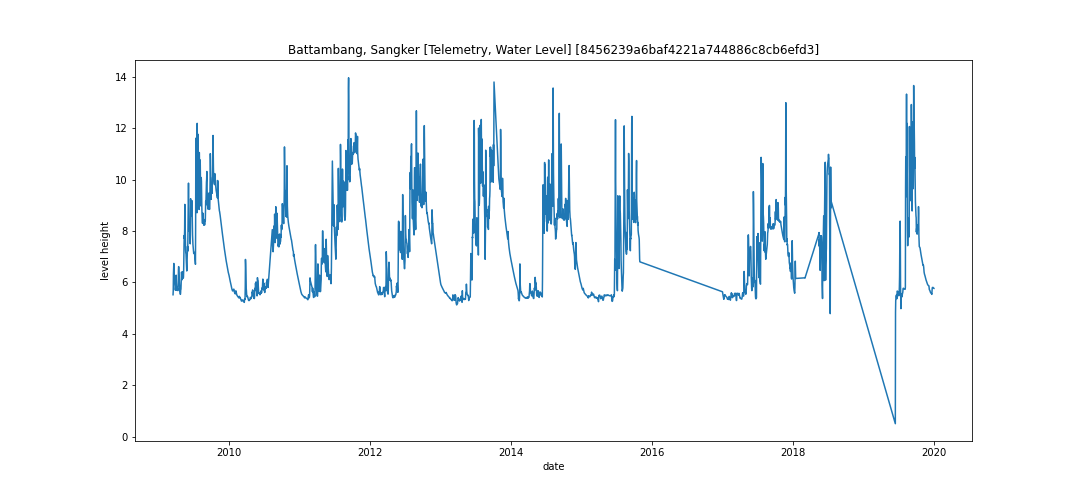 Battambang, Sangker [Telemetry, Water Level] [8456239a6baf4221a744886c8cb6efd3]
14
12
10
8
6
4
2
0
level height
2010 2012 2014 2016 2018 2020
date